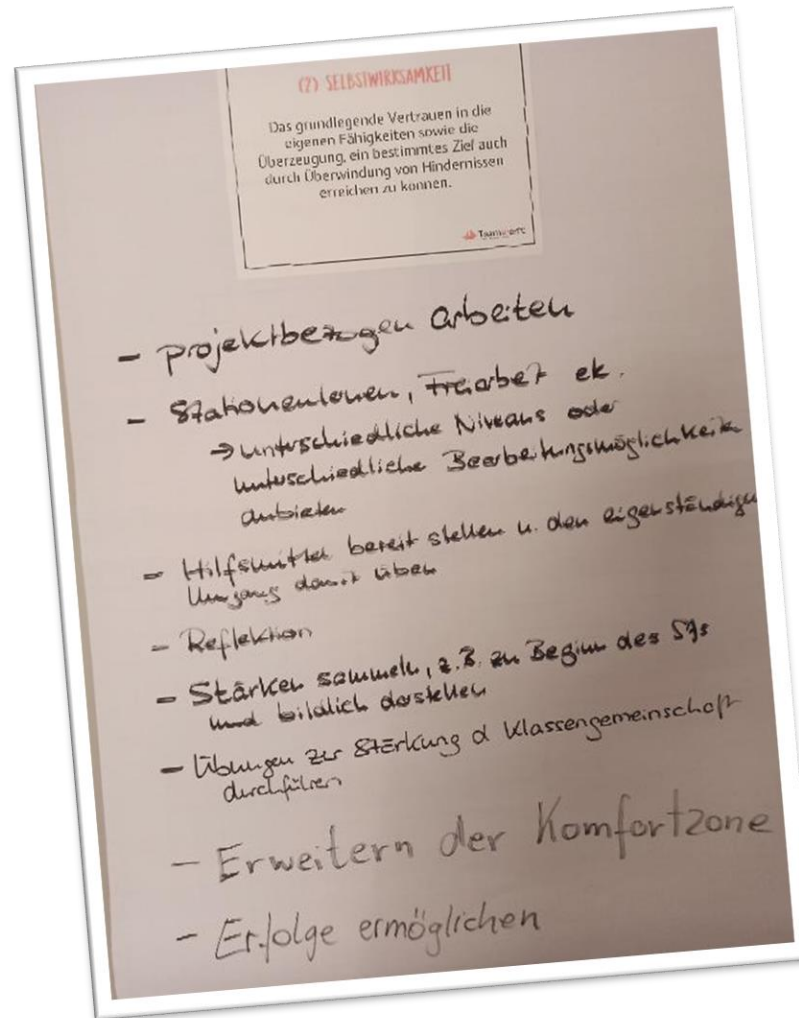 (2) SELBSTWIRKSAMKEIT
Das grundlegende Vertrauen in die
eigenen Fähigkeiten sowie die
Überzeugung, ein bestimmtes Ziel auch
durch Überwindung von Hindernissen
erreichen zu können.
- projektbezogen arbeiten
- Stationenlernen, Freiarbeit etc.
→ unterschiedliche Niveaus oder
unterschiedliche Bearbeitungsmöglichkeiten
anbieten
- Hilfsmittel bereit stellen u. den eigenständigen
Umgang damit üben
- Reflektion
- Stärken sammeln, z.B. zu Beginn des SJs
und bildlich darstellen
- Übungen zur Stärkung d Klassengemeinschaft
durchführen
- Erweitern der Komfortzone
- Erfolge ermöglichen